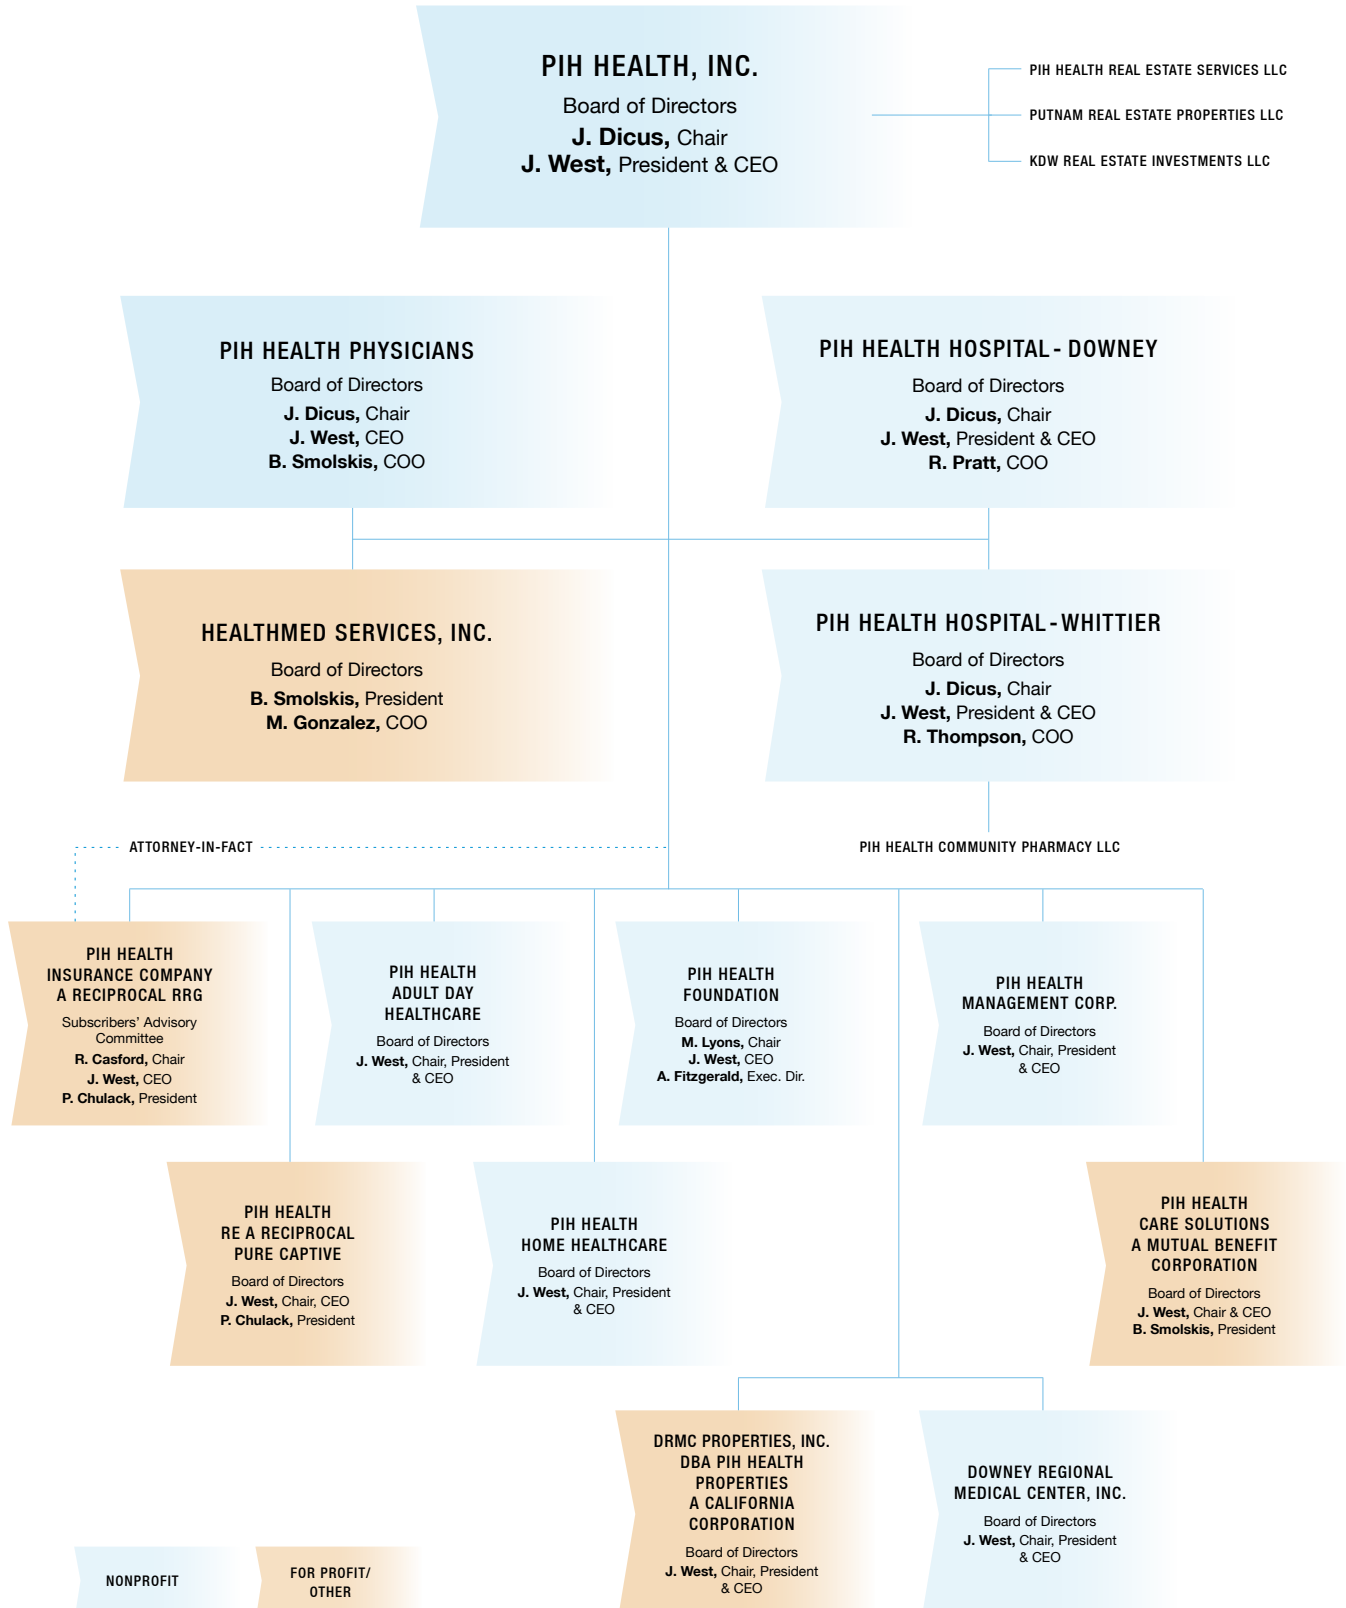 PIH HEALTH, INC.
Board of Directors
J. Dicus, Chair
J. West, President & CEO
PIH HEALTH REAL ESTATE SERVICES LLC
PUTNAM REAL ESTATE PROPERTIES LLC
KDW REAL ESTATE INVESTMENTS LLC
PIH HEALTH PHYSICIANS
Board of Directors
J. Dicus, Chair
J. West, CEO
B. Smolskis, COO
PIH HEALTH HOSPITAL - DOWNEY
Board of Directors
J. Dicus, Chair
J. West, President & CEO
R. Pratt, COO
HEALTHMED SERVICES, INC.
Board of Directors
B. Smolskis, President
M. Gonzalez, COO
PIH HEALTH HOSPITAL - WHITTIER
Board of Directors
J. Dicus, Chair
J. West, President & CEO
R. Thompson, COO
ATTORNEY-IN-FACT
PIH HEALTH COMMUNITY PHARMACY LLC
PIH HEALTH
INSURANCE COMPANY
A RECIPROCAL RRG
Subscribers' Advisory
Committee
R. Casford, Chair
J. West, CEO
P. Chulack, President
PIH HEALTH
ADULT DAY
HEALTHCARE
Board of Directors
J. West, Chair, President
& CEO
PIH HEALTH
FOUNDATION
Board of Directors
M. Lyons, Chair
J. West, CEO
A. Fitzgerald, Exec. Dir.
PIH HEALTH
MANAGEMENT CORP.
Board of Directors
J. West, Chair, President
& CEO
PIH HEALTH
RE A RECIPROCAL
PURE CAPTIVE
Board of Directors
J. West, Chair, CEO
P. Chulack, President
PIH HEALTH
HOME HEALTHCARE
Board of Directors
J. West, Chair, President
& CEO
PIH HEALTH
CARE SOLUTIONS
A MUTUAL BENEFIT
CORPORATION
Board of Directors
J. West, Chair & CEO
B. Smolskis, President
DRMC PROPERTIES, INC.
DBA PIH HEALTH
PROPERTIES
A CALIFORNIA
CORPORATION
Board of Directors
J. West, Chair, President
& CEO
DOWNEY REGIONAL
MEDICAL CENTER, INC.
Board of Directors
J. West, Chair, President
& CEO
NONPROFIT
FOR PROFIT/
OTHER